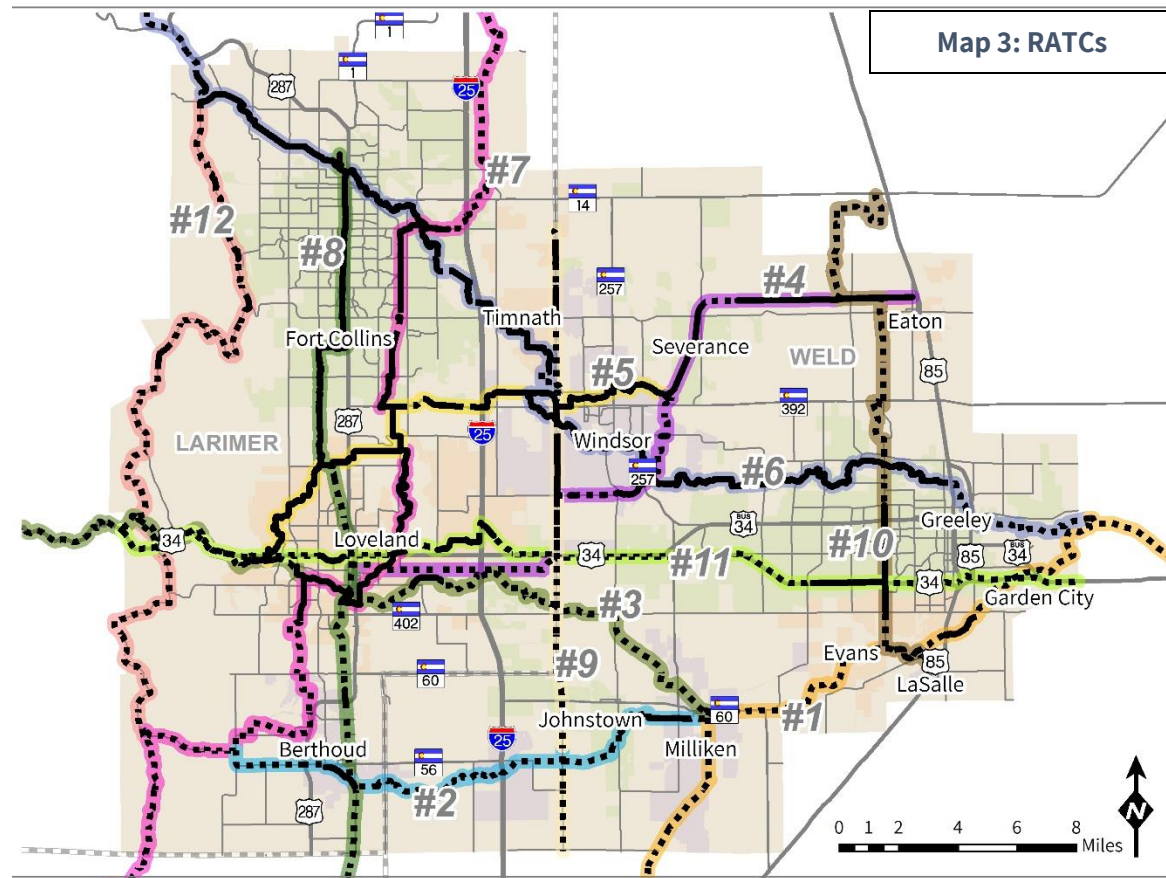 Map 3: RATCs
1
1
287
25
#7
14
#12
#8
257
#4
Timnath
Eaton
Fort Collins
Severance
WELD
85
#5
392
287
25
LARIMER
Windsor
257
#6
BUS
34
Greeley
34
Loveland
34
#11
#10
85
BUS
34
34
Garden City
402
#3
Evans
85
LaSalle
60
#9
60
#1
Johnstown
Milliken
25
Berthoud
56
#2
287
N
0 1 2 4 6 8
Miles